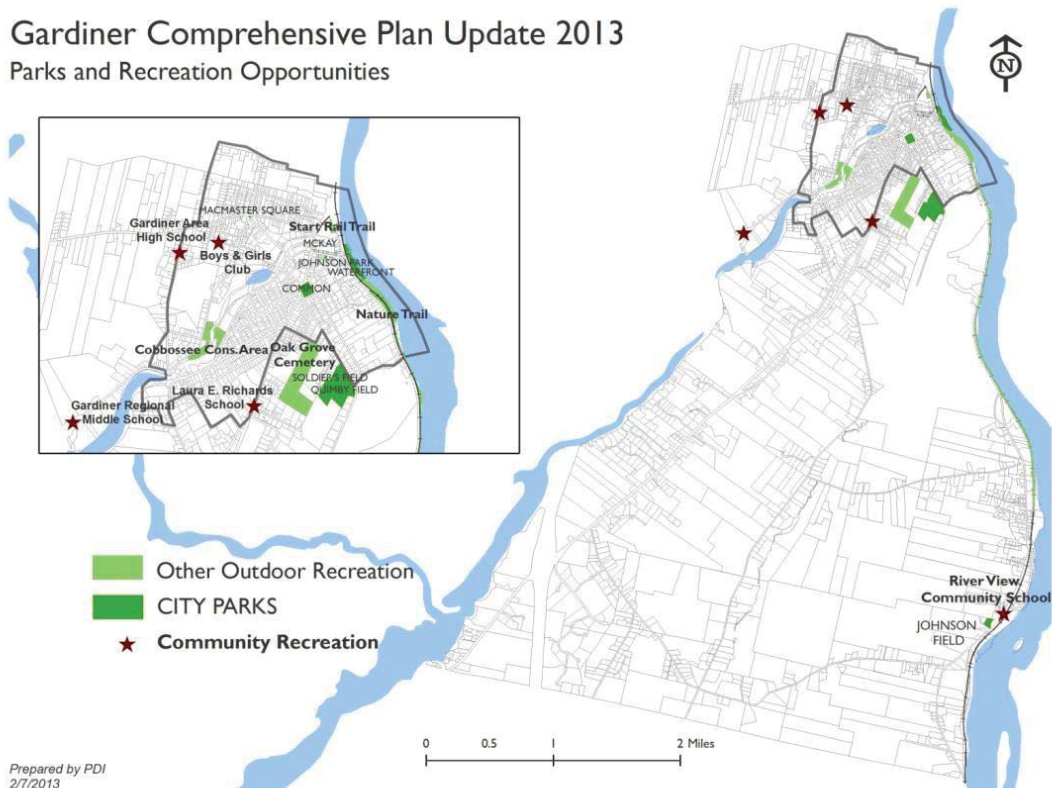 Gardiner Comprehensive Plan Update 2013
Parks and Recreation Opportunities
N
MACMASTER SQUARE
Gardiner Area
High School
Start Rail Trail
MCKAY
Boys & Girls
Club
JOHNSON PARK
WATERFRONT
COMMON
Nature Trail
Cobbossee Cons. Area
Oak Grove
Cemetery
SOLDIER'S FIELD
QUIMBY FIELD
Laura E. Richards
School
Gardiner Regional
Middle School
Other Outdoor Recreation
CITY PARKS
Community Recreation
River View
Community School
JOHNSON
FIELD
0 0.5 1 2 Miles
Prepared by PDI
2/7/2013